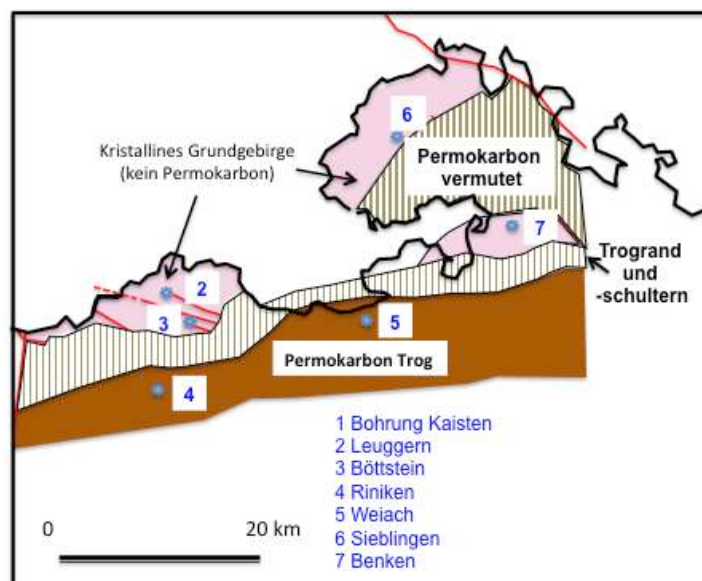 6
Kristallines Grundgebirge
(kein Permokarbon)
Permokarbon
vermutet
7
Trogrand
und
-schultern
2
3
5
Permokarbon Trog
4
1 Bohrung Kaisten
2 Leuggern
3 Böttstein
4 Riniken
5 Weiach
6 Sieblingen
7 Benken
0
20 km